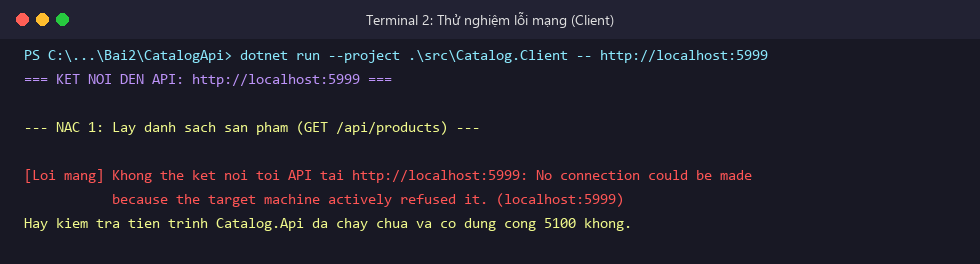 Terminal 2: Thử nghiệm lỗi mạng (Client)
PS C:\...\Bai2\CatalogApi> dotnet run --project .\src\Catalog.Client -- http://localhost:5999
=== KET NOI DEN API: http://localhost:5999 ===
--- NAC 1: Lay danh sach san pham (GET /api/products) ---
[Loi mang] Khong the ket noi toi API tai http://localhost:5999: No connection could be made
because the target machine actively refused it. (localhost:5999)
Hay kiem tra tien trinh Catalog.Api da chay chua va co dung cong 5100 khong.